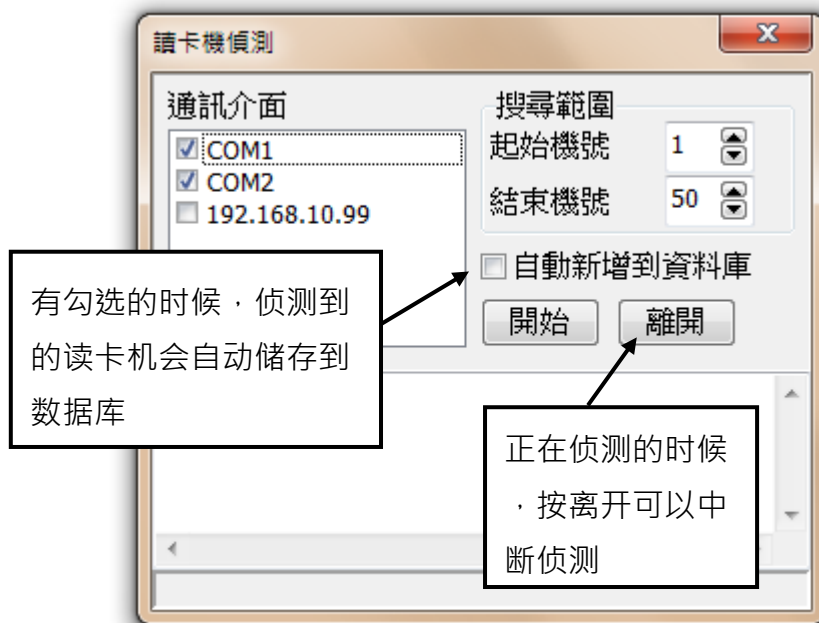 讀卡機偵測
通訊介面
COM1
COM2
192.168.10.99
搜尋範圍
起始機號 1
結束機號 50
自動新增到資料庫
開始 離開
有勾选的时候，侦测到
的读卡机会自动储存到
数据库
正在侦测的时候
，按离开可以中
断侦测